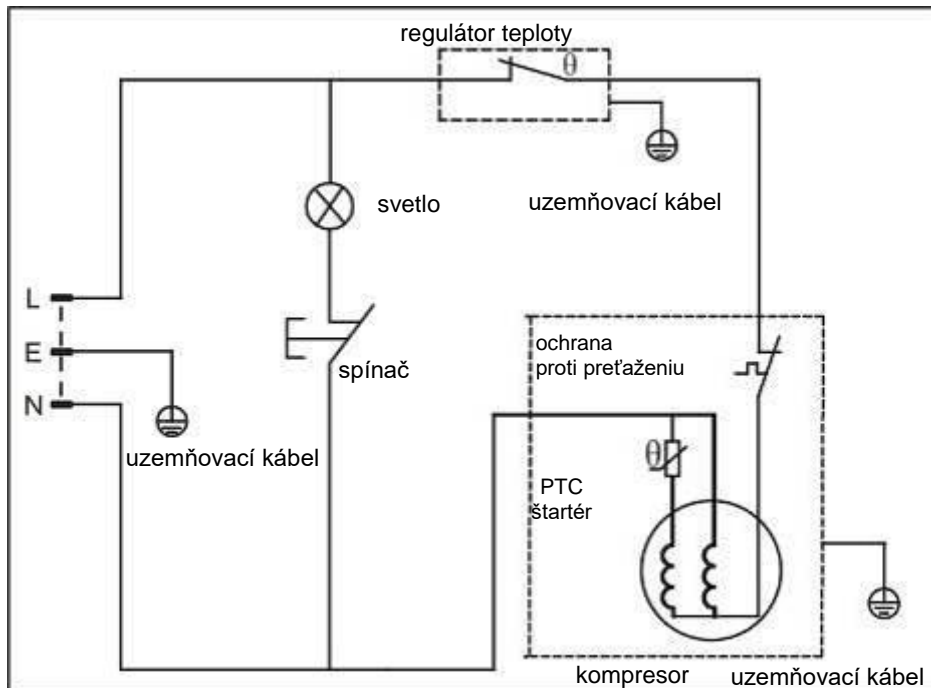 regulátor teploty
θ
uzemňovací kábel
svetlo
L
E
N
spínač
uzemňovací kábel
ochrana
proti preťaženiu
θ
PTC
štartér
kompresor
uzemňovací kábel